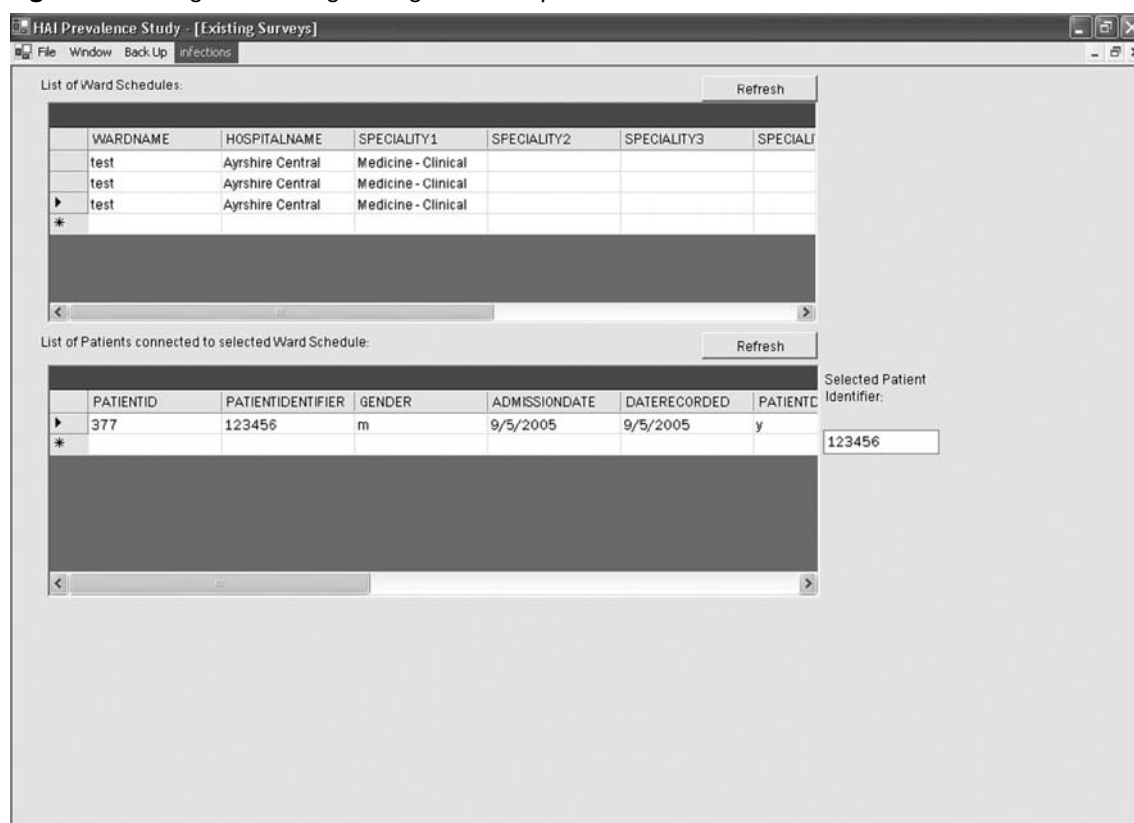 HAI Prevalence Study - [Existing Surveys]
File Window Back Up infections
List of Ward Schedules:
Refresh
WARDNAME HOSPITALNAME SPECIALITY1 SPECIALITY2 SPECIALITY3
test Ayrshire Central Medicine - Clinical
test Ayrshire Central Medicine - Clinical
test Ayrshire Central Medicine - Clinical
List of Patients connected to selected Ward Schedule:
Refresh
Selected Patient
Identifier:
PATIENTID PATIENTIDENTIFIER GENDER ADMISSIONDATE DATERECORDED
377 123456 m 9/5/2005 9/5/2005 y
123456